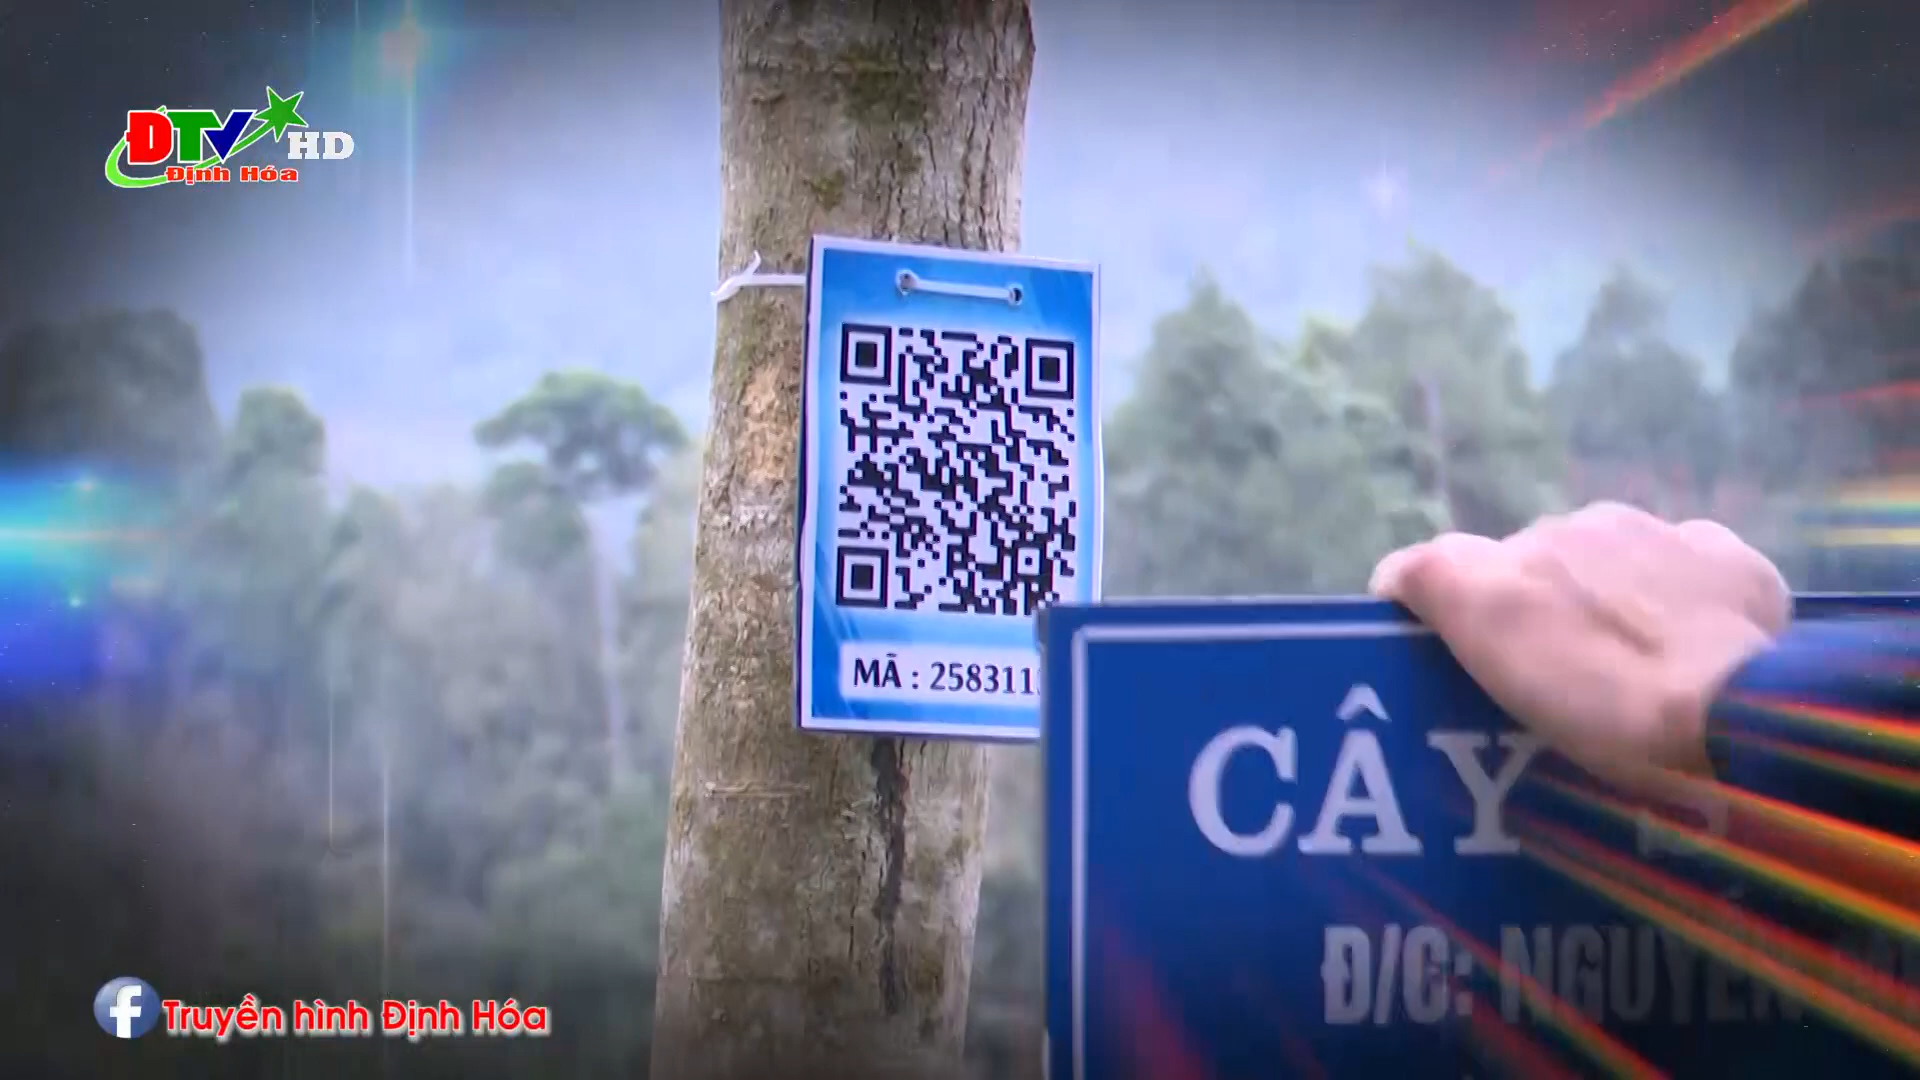 ĐTV HD
Định Hóa
MÃ : 258311
CÂY
Đ/C: NGUYỄN
Truyền hình Định Hóa